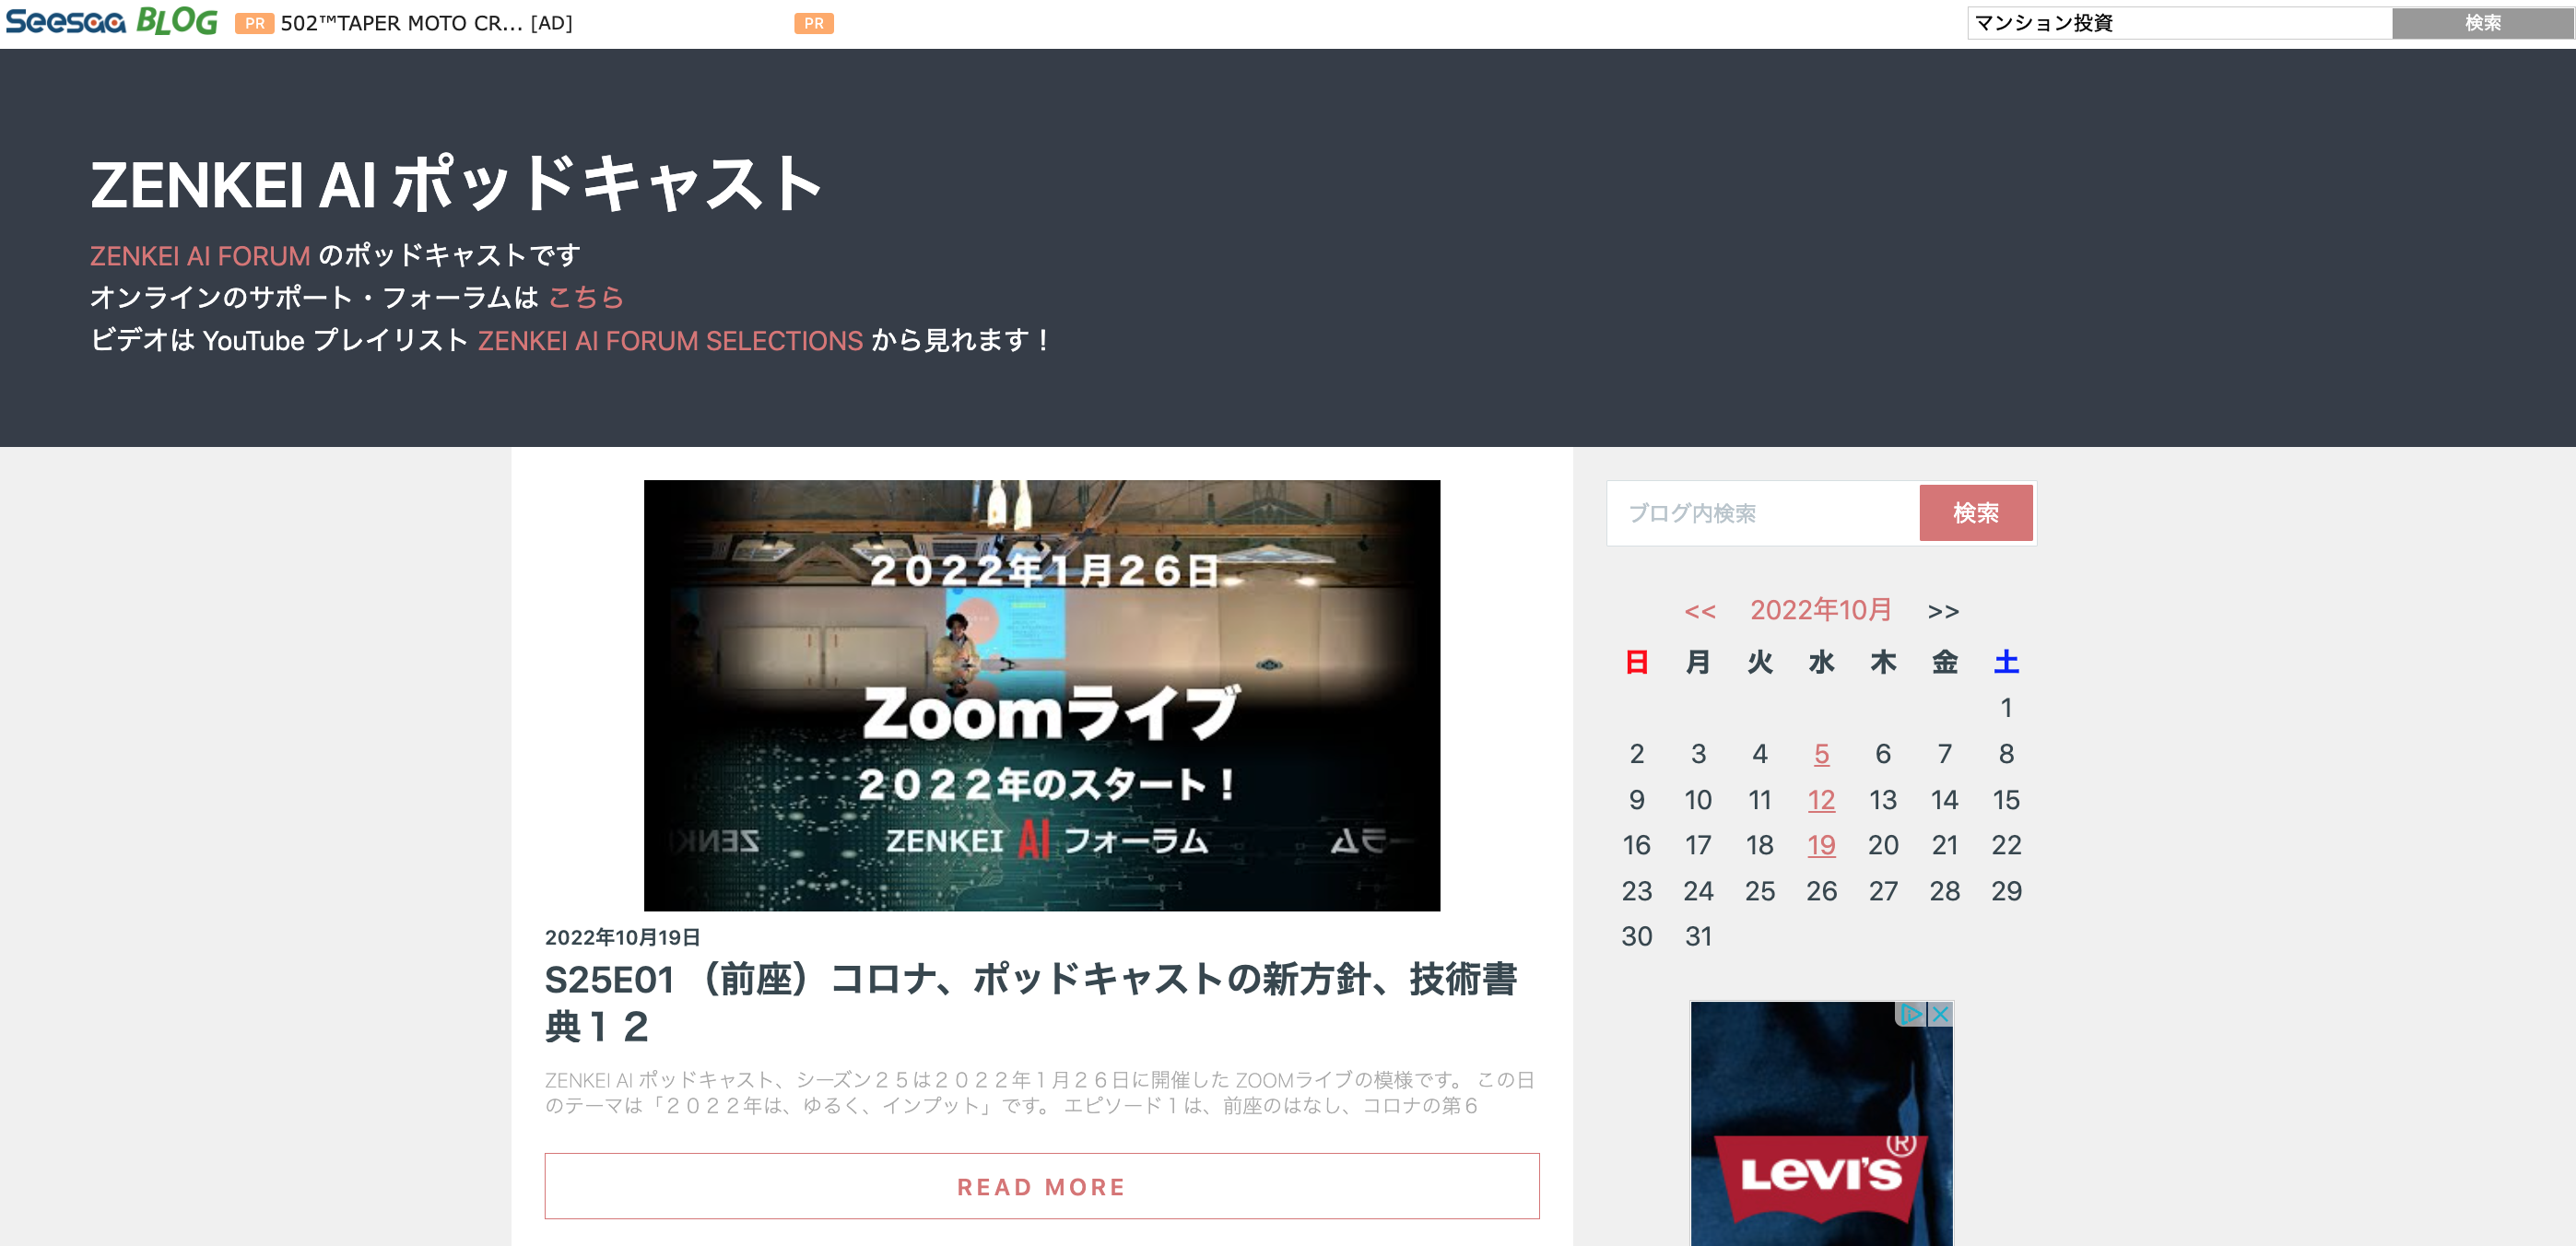 Seesaa BLOG PR 502™TAPER MOTO CR... [AD] PR マンション投資 検索
ZENKEI AI ポッドキャスト
ZENKEI AI FORUM のポッドキャストです
オンラインのサポート・フォーラムは こちら
ビデオは YouTube プレイリスト ZENKEI AI FORUM SELECTIONS から見れます！
２０２２年１月２６日
Zoomライブ
２０２２年のスタート！
ZENKEI AI フォーラム
2022年10月19日
S25E01 （前座）コロナ、ポッドキャストの新方針、技術書
典１２
ZENKEI AI ポッドキャスト、シーズン２５は２０２２年１月２６日に開催した ZOOMライブの模様です。 この日
のテーマは「２０２２年は、ゆるく、インプット」です。 エピソード１は、前座のはなし、コロナの第６
READ MORE
ブログ内検索 検索
<< 2022年10月 >>
日 月 火 水 木 金 土
1
2 3 4 5 6 7 8
9 10 11 12 13 14 15
16 17 18 19 20 21 22
23 24 25 26 27 28 29
30 31
LEVI'S®